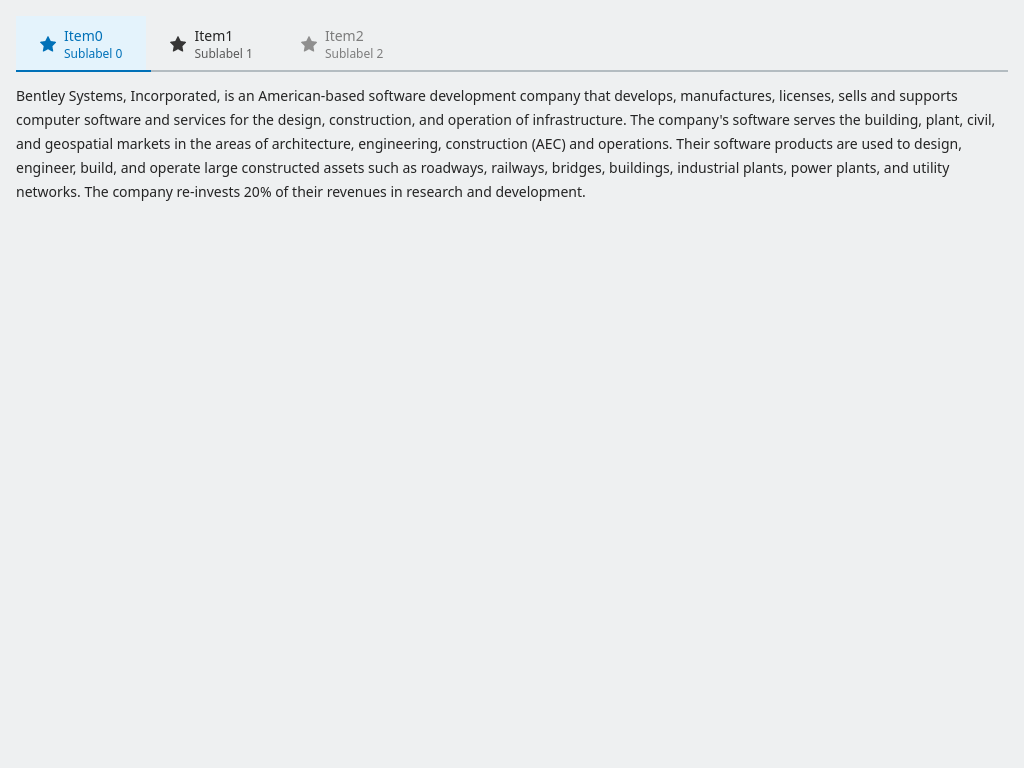 Item0
Sublabel 0
Item1
Sublabel 1
Item2
Sublabel 2
Bentley Systems, Incorporated, is an American-based software development company that develops, manufactures, licenses, sells and supports
computer software and services for the design, construction, and operation of infrastructure. The company's software serves the building, plant, civil,
and geospatial markets in the areas of architecture, engineering, construction (AEC) and operations. Their software products are used to design,
engineer, build, and operate large constructed assets such as roadways, railways, bridges, buildings, industrial plants, power plants, and utility
networks. The company re-invests 20% of their revenues in research and development.